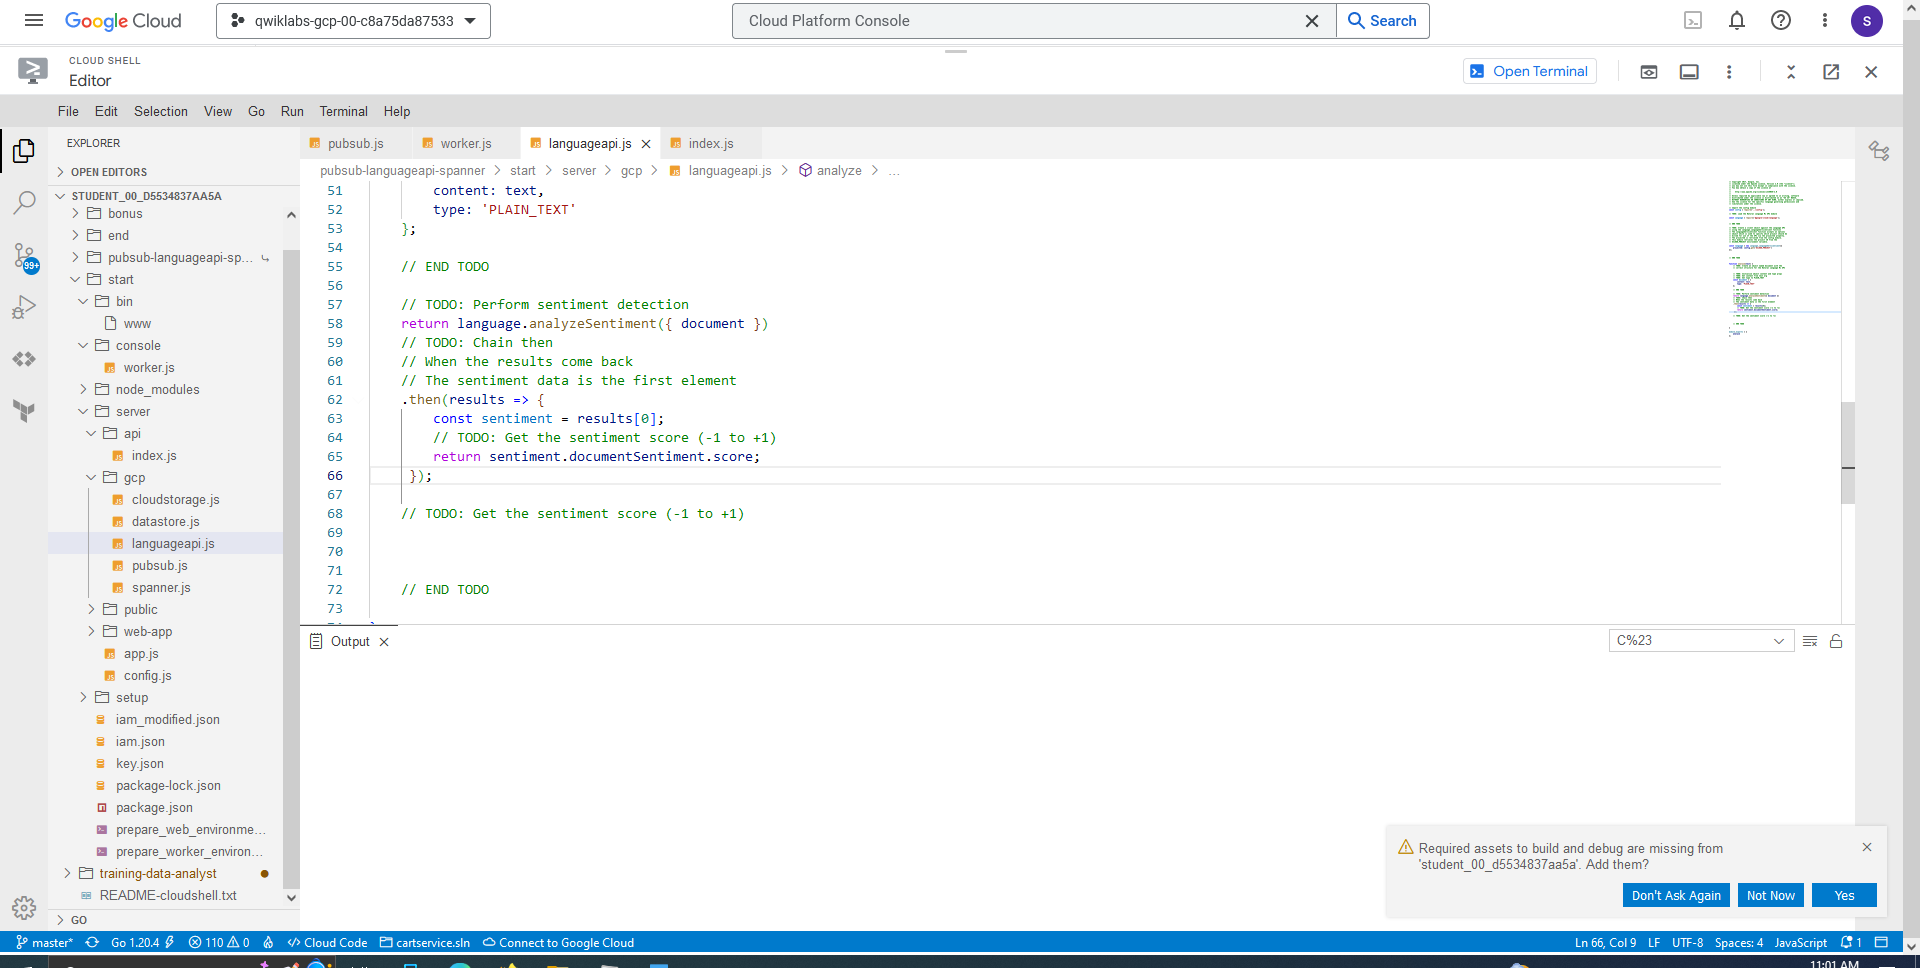 Google Cloud
qwiklabs-gcp-00-c8a75da87533
Cloud Platform Console
Search
S
CLOUD SHELL
Editor
Open Terminal
File Edit Selection View Go Run Terminal Help
EXPLORER
OPEN EDITORS
STUDENT_00_D5534837AA5A
bonus
end
pubsub-languageapi-sp...
start
bin
www
console
worker.js
node_modules
server
api
index.js
gcp
cloudstorage.js
datastore.js
languageapi.js
pubsub.js
spanner.js
public
web-app
app.js
config.js
setup
iam_modified.json
iam.json
key.json
package-lock.json
package.json
prepare_web_environme...
prepare_worker_environ...
training-data-analyst
README-cloudshell.txt
GO
99+
pubsub.js worker.js languageapi.js index.js
pubsub-languageapi-spanner > start > server > gcp > languageapi.js > analyze > ...
51 content: text,
52 type: 'PLAIN_TEXT'
53 };
54
55 // END TODO
56
57 // TODO: Perform sentiment detection
58 return language.analyzeSentiment({ document })
59 // TODO: Chain then
60 // When the results come back
61 // The sentiment data is the first element
62 .then(results => {
63 const sentiment = results[0];
64 // TODO: Get the sentiment score (-1 to +1)
65 return sentiment.documentSentiment.score;
66 });
67
68 // TODO: Get the sentiment score (-1 to +1)
69
70
71
72 // END TODO
73
Output
C%23
Required assets to build and debug are missing from
'student_00_d5534837aa5a'. Add them?
Don't Ask Again Not Now Yes
master* Go 1.20.4 110 0 Cloud Code cartservice.sln Connect to Google Cloud
Ln 66, Col 9 LF UTF-8 Spaces: 4 JavaScript 1
11:01 AM